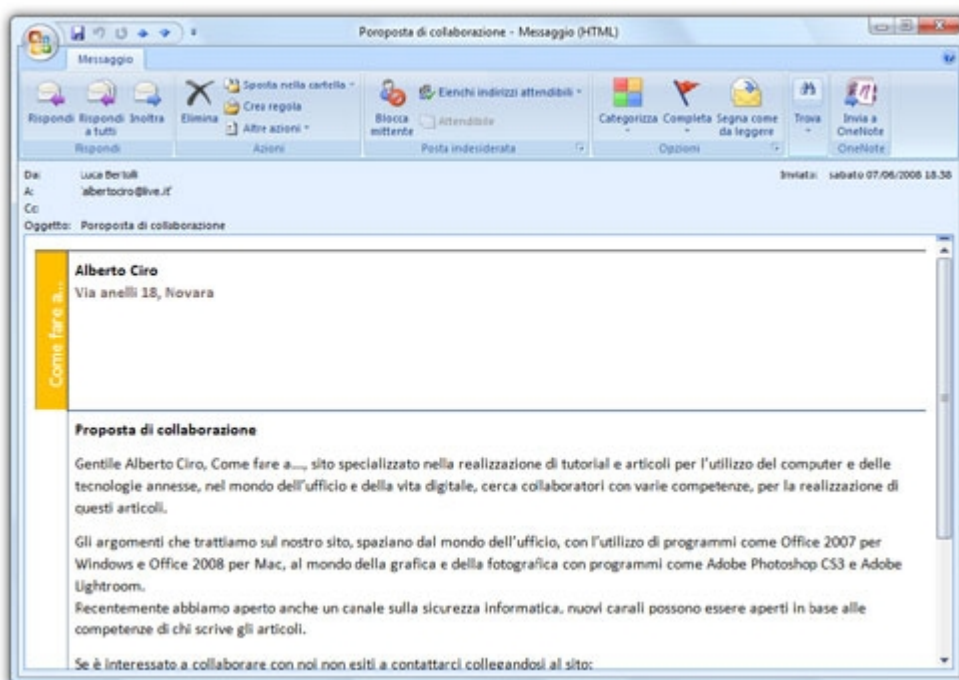 Poroposta di collaborazione - Messaggio (HTML)
Messaggio
Rispondi Rispondi a tutti Inoltra
Rispondi
Elimina
Sposta nella cartella
Crea regola
Altre azioni
Azioni
Blocca mittente
Elenchi indirizzi attendibili
Attendibile
Posta indesiderata
Categorizza Completa Segna come da leggere
Opzioni
Trova
Invia a OneNote
OneNote
Da: Luca Bertolli
Inviata: sabato 07/06/2008 18.38
A: 'albertociro@live.it'
Cc:
Oggetto: Poroposta di collaborazione
Come fare a...
Alberto Ciro
Via anelli 18, Novara
Proposta di collaborazione
Gentile Alberto Ciro, Come fare a...., sito specializzato nella realizzazione di tutorial e articoli per l'utilizzo del computer e delle
tecnologie annesse, nel mondo dell'ufficio e della vita digitale, cerca collaboratori con varie competenze, per la realizzazione di
questi articoli.
Gli argomenti che trattiamo sul nostro sito, spaziano dal mondo dell'ufficio, con l'utilizzo di programmi come Office 2007 per
Windows e Office 2008 per Mac, al mondo della grafica e della fotografica con programmi come Adobe Photoshop CS3 e Adobe
Lightroom.
Recentemente abbiamo aperto anche un canale sulla sicurezza informatica, nuovi canali possono essere aperti in base alle
competenze di chi scrive gli articoli.
Se è interessato a collaborare con noi non esiti a contattarci collegandosi al sito: